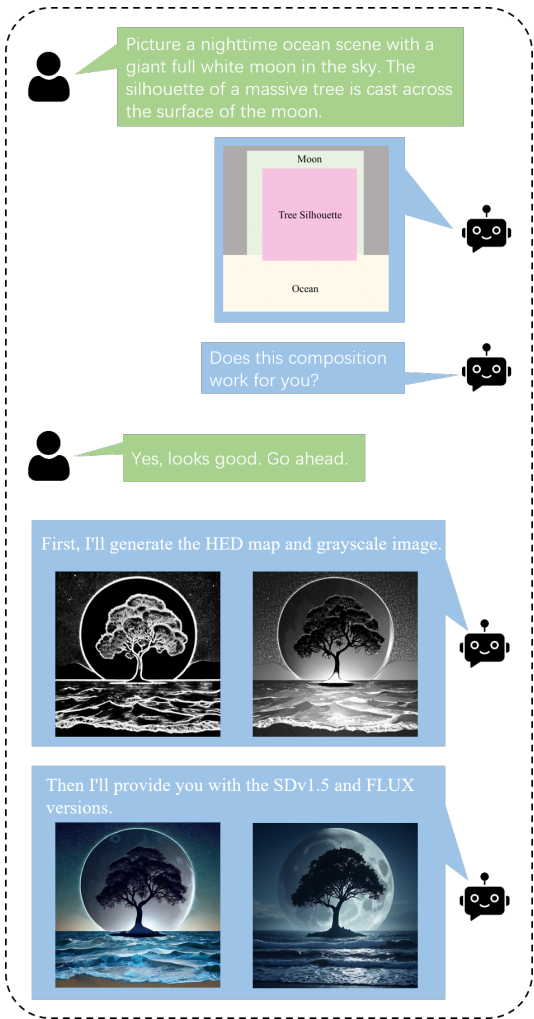 Picture a nighttime ocean scene with a
giant full white moon in the sky. The
silhouette of a massive tree is cast across
the surface of the moon.
Moon
Tree Silhouette
Ocean
Does this composition
work for you?
Yes, looks good. Go ahead.
First, I'll generate the HED map and grayscale image.
Then I'll provide you with the SDv1.5 and FLUX
versions.